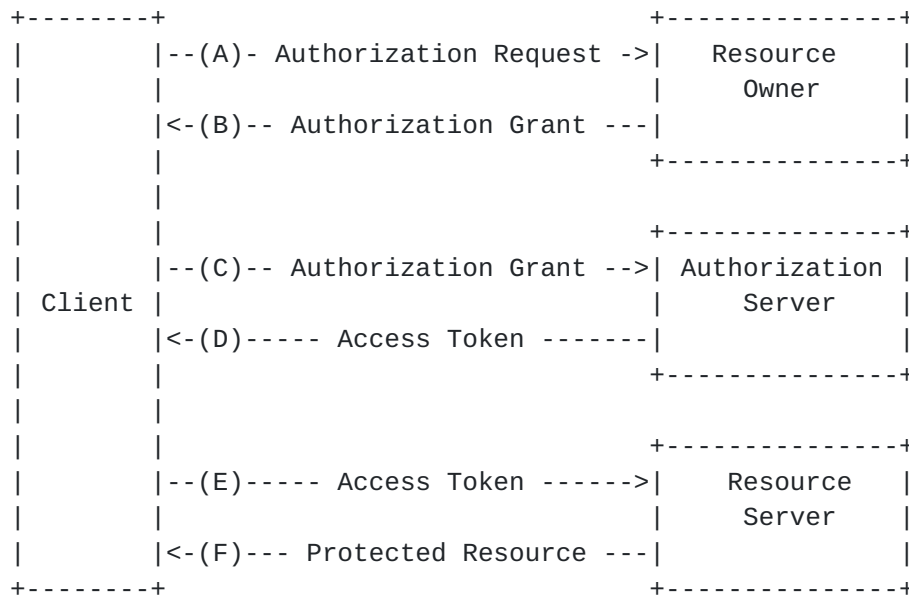 +--------+                               +---------------+
|        |--(A)- Authorization Request ->|   Resource    |
|        |                               |     Owner     |
|        |<-(B)-- Authorization Grant ---|               |
|        |                               +---------------+
|        |
|        |                               +---------------+
|        |--(C)-- Authorization Grant -->| Authorization |
| Client |                               |     Server    |
|        |<-(D)----- Access Token -------|               |
|        |                               +---------------+
|        |
|        |                               +---------------+
|        |--(E)----- Access Token ------>|    Resource   |
|        |                               |     Server    |
|        |<-(F)--- Protected Resource ---|               |
+--------+                               +---------------+